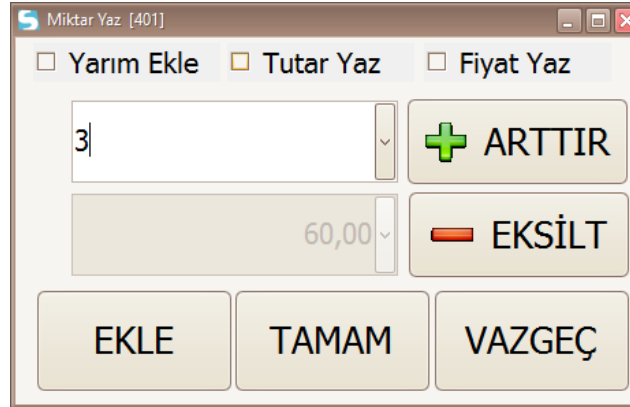 Miktar Yaz [401]
Yarım Ekle Tutar Yaz Fiyat Yaz
3 ARTTIR
60,00 EKSİLT
EKLE TAMAM VAZGEÇ